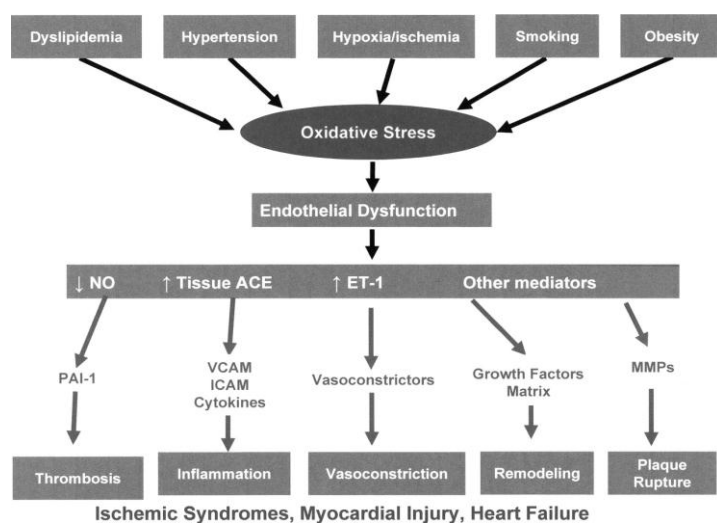 Dyslipidemia
Hypertension
Hypoxia/ischemia
Smoking
Obesity
Oxidative Stress
Endothelial Dysfunction
↓ NO ↑ Tissue ACE ↑ ET-1 Other mediators
PAI-1
VCAM
ICAM
Cytokines
Vasoconstrictors
Growth Factors
Matrix
MMPs
Thrombosis
Inflammation
Vasoconstriction
Remodeling
Plaque
Rupture
Ischemic Syndromes, Myocardial Injury, Heart Failure